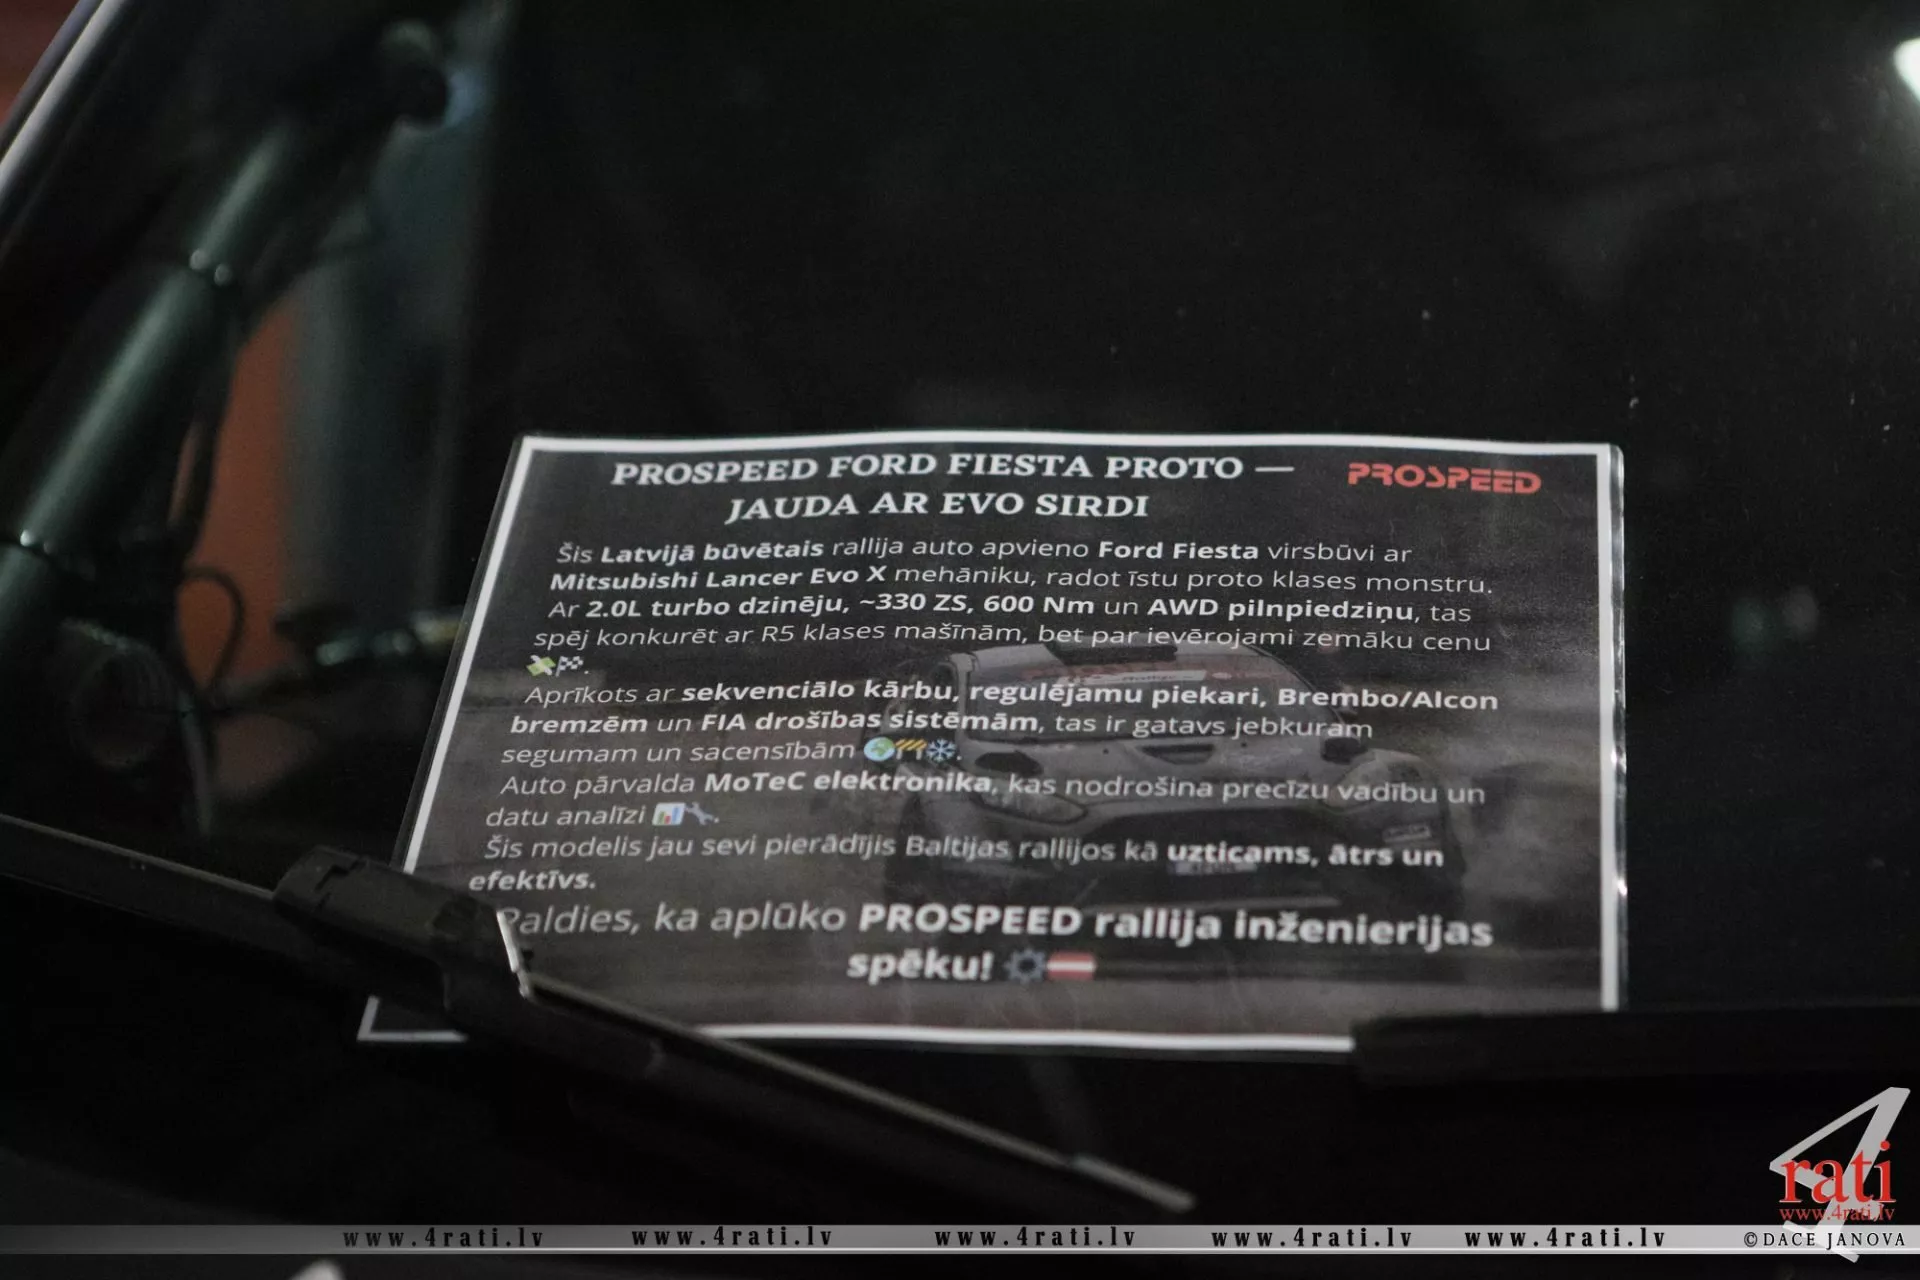 PROSPEED FORD FIESTA PROTO —
JAUDA AR EVO SIRDI
PROSPEED
Šis Latvijā būvētais rallija auto apvieno Ford Fiesta virsbūvi ar
Mitsubishi Lancer Evo X mehāniku, radot īstu proto klases monstru.
Ar 2.0L turbo dzinēju, ~330 ZS, 600 Nm un AWD pilnpiedziņu, tas
spēj konkurēt ar R5 klases mašīnām, bet par ievērojami zemāku cenu
💸🏁.
Aprīkots ar sekvenciālo kārbu, regulējamu piekari, Brembo/Alcon
bremzēm un FIA drošības sistēmām, tas ir gatavs jebkuram
segumam un sacensībām 🌍🚧❄️.
Auto pārvalda MoTeC elektronika, kas nodrošina precīzu vadību un
datu analīzi 📊🔧.
Šis modelis jau sevi pierādījis Baltijas rallijos kā uzticams, ātrs un
efektīvs.
Paldies, ka aplūko PROSPEED rallija inženierijas
spēku! ⚙️🇱🇻
4rati
www.4rati.lv
www.4rati.lv www.4rati.lv www.4rati.lv www.4rati.lv www.4rati.lv ©DACE JANOVA